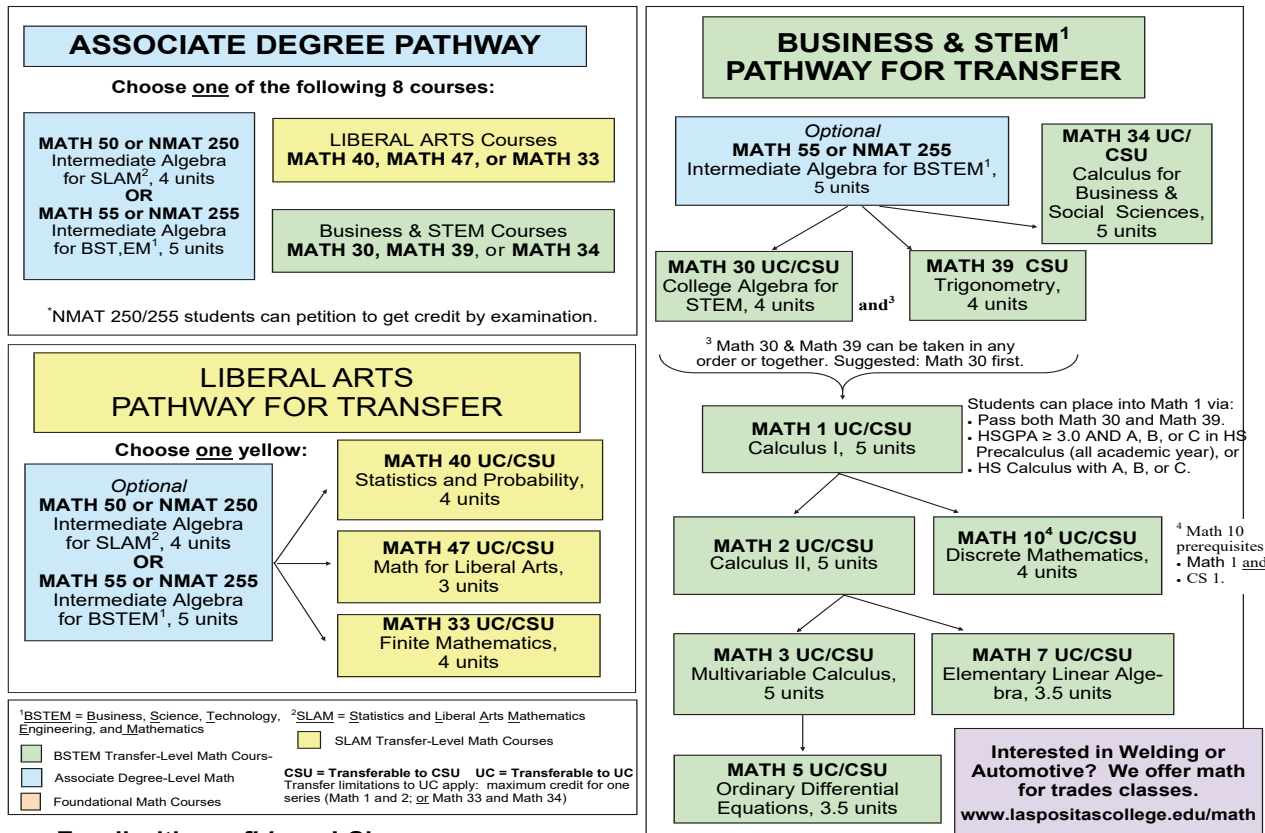 ASSOCIATE DEGREE PATHWAY
Choose one of the following 8 courses:
MATH 50 or NMAT 250
Intermediate Algebra
for SLAM², 4 units
OR
MATH 55 or NMAT 255
Intermediate Algebra
for BST,EM¹, 5 units
LIBERAL ARTS Courses
MATH 40, MATH 47, or MATH 33
Business & STEM Courses
MATH 30, MATH 39, or MATH 34
*NMAT 250/255 students can petition to get credit by examination.
LIBERAL ARTS
PATHWAY FOR TRANSFER
Choose one yellow:
Optional
MATH 50 or NMAT 250
Intermediate Algebra
for SLAM², 4 units
OR
MATH 55 or NMAT 255
Intermediate Algebra
for BSTEM¹, 5 units
MATH 40 UC/CSU
Statistics and Probability,
4 units
MATH 47 UC/CSU
Math for Liberal Arts,
3 units
MATH 33 UC/CSU
Finite Mathematics,
4 units
¹BSTEM = Business, Science, Technology,
Engineering, and Mathematics
²SLAM = Statistics and Liberal Arts Mathematics
SLAM Transfer-Level Math Courses
BSTEM Transfer-Level Math Cours-
Associate Degree-Level Math
Foundational Math Courses
CSU = Transferable to CSU UC = Transferable to UC
Transfer limitations to UC apply: maximum credit for one
series (Math 1 and 2; or Math 33 and Math 34)
BUSINESS & STEM¹
PATHWAY FOR TRANSFER
Optional
MATH 55 or NMAT 255
Intermediate Algebra for BSTEM¹,
5 units
MATH 34 UC/
CSU
Calculus for
Business &
Social Sciences,
5 units
MATH 30 UC/CSU
College Algebra for
STEM, 4 units
and³
MATH 39 CSU
Trigonometry,
4 units
³ Math 30 & Math 39 can be taken in any
order or together. Suggested: Math 30 first.
MATH 1 UC/CSU
Calculus I, 5 units
Students can place into Math 1 via:
• Pass both Math 30 and Math 39.
• HSGPA ≥ 3.0 AND A, B, or C in HS
Precalculus (all academic year), or
• HS Calculus with A, B, or C.
MATH 2 UC/CSU
Calculus II, 5 units
MATH 10⁴ UC/CSU
Discrete Mathematics,
4 units
⁴ Math 10
prerequisites
• Math 1 and
• CS 1.
MATH 3 UC/CSU
Multivariable Calculus,
5 units
MATH 7 UC/CSU
Elementary Linear Alge-
bra, 3.5 units
MATH 5 UC/CSU
Ordinary Differential
Equations, 3.5 units
Interested in Welding or
Automotive? We offer math
for trades classes.
www.laspositascollege.edu/math